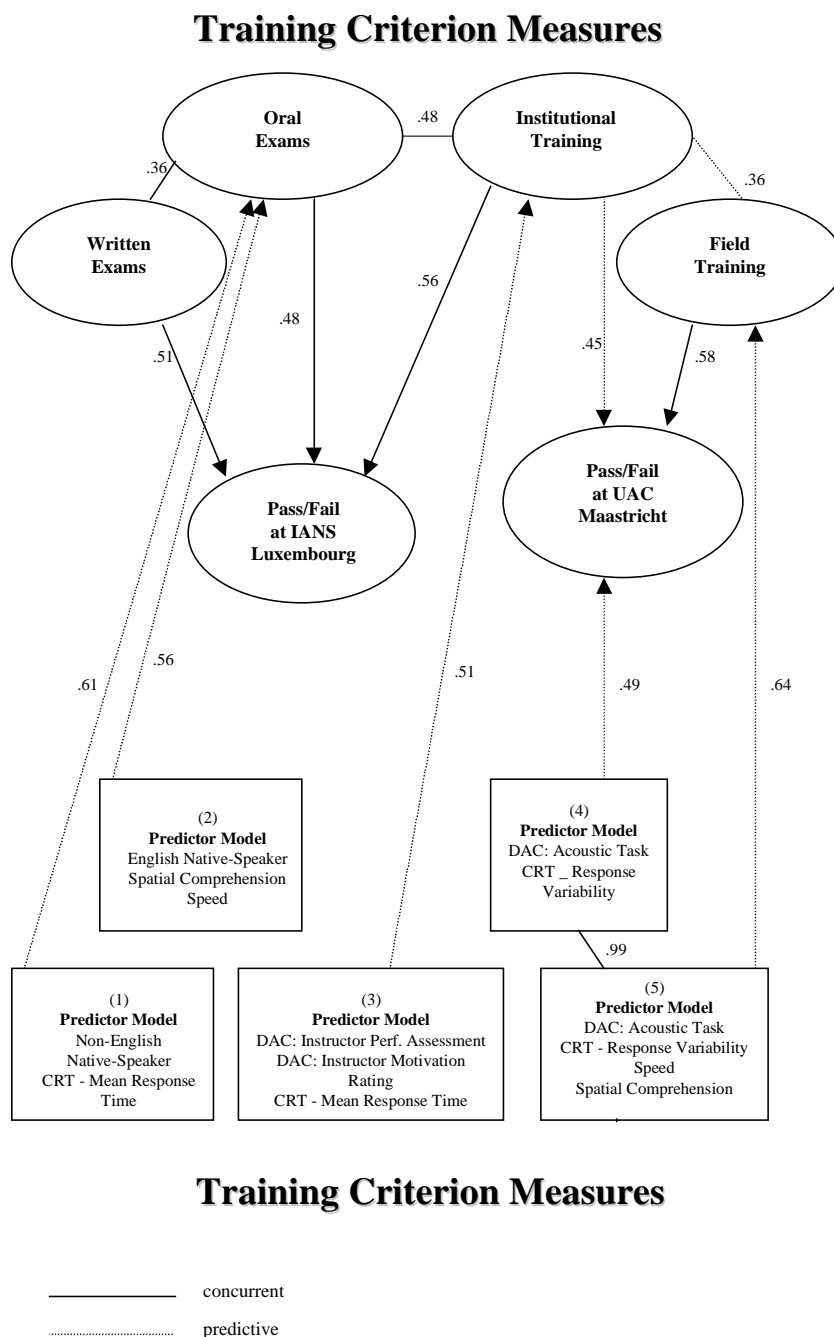 Training Criterion Measures
Oral
Exams
.48
Institutional
Training
.36
.36
Written
Exams
Field
Training
.56
.48
.51
.45
.58
Pass/Fail
at UAC
Maastricht
Pass/Fail
at IANS
Luxembourg
.61
.56
.51
.49
.64
(2)
Predictor Model
English Native-Speaker
Spatial Comprehension
Speed
(4)
Predictor Model
DAC: Acoustic Task
CRT _ Response
Variability
.99
(1)
Predictor Model
Non-English
Native-Speaker
CRT - Mean Response
Time
(3)
Predictor Model
DAC: Instructor Perf. Assessment
DAC: Instructor Motivation
Rating
CRT - Mean Response Time
(5)
Predictor Model
DAC: Acoustic Task
CRT - Response Variability
Speed
Spatial Comprehension
Training Criterion Measures
concurrent
predictive